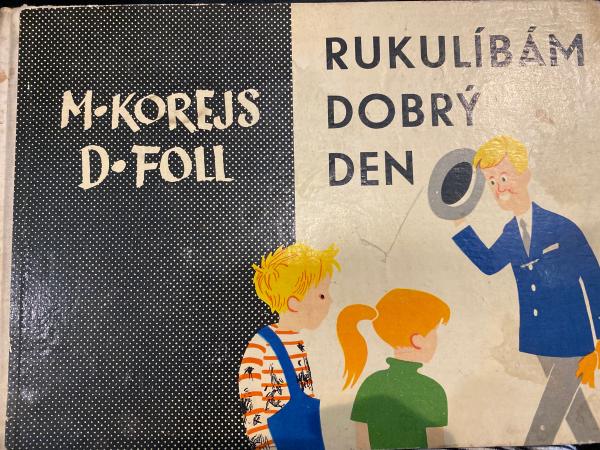 M·KOREJS
D·FOLL
RUKULÍBÁM
DOBRÝ
DEN